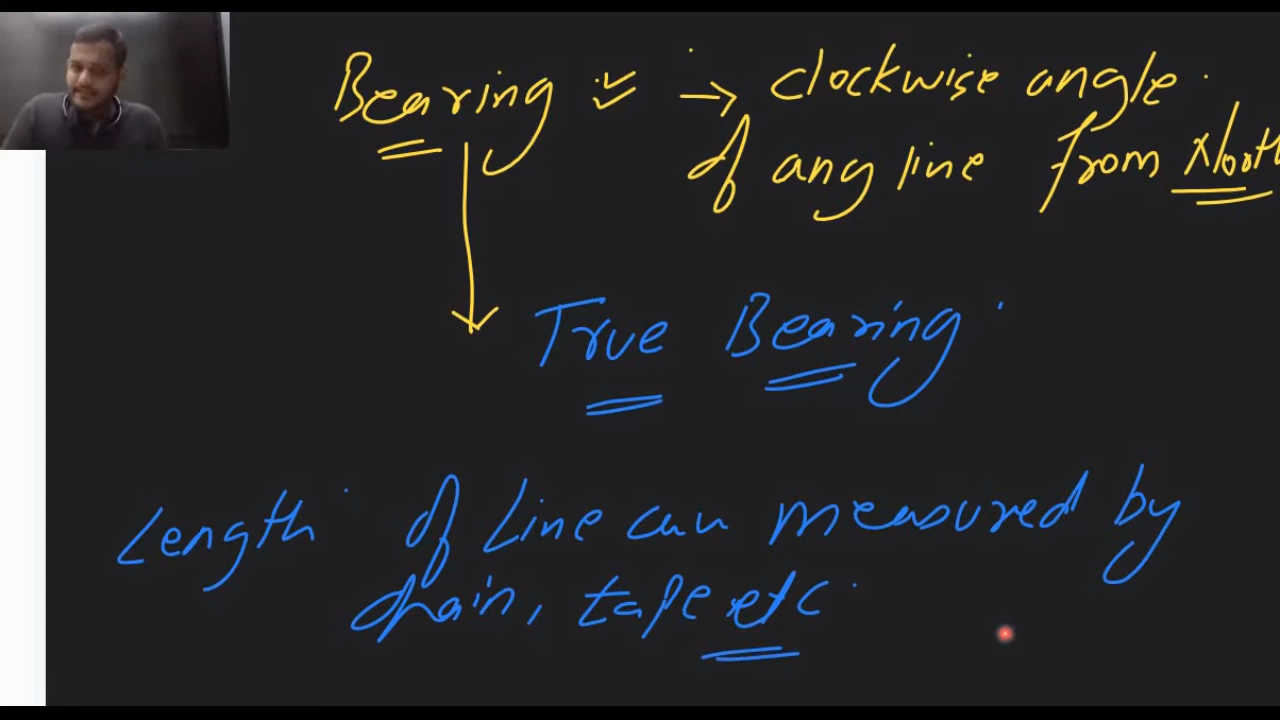 Bearing :- → clockwise angle
of any line from North
True Bearing
Length of Line can measured by
chain, tape etc